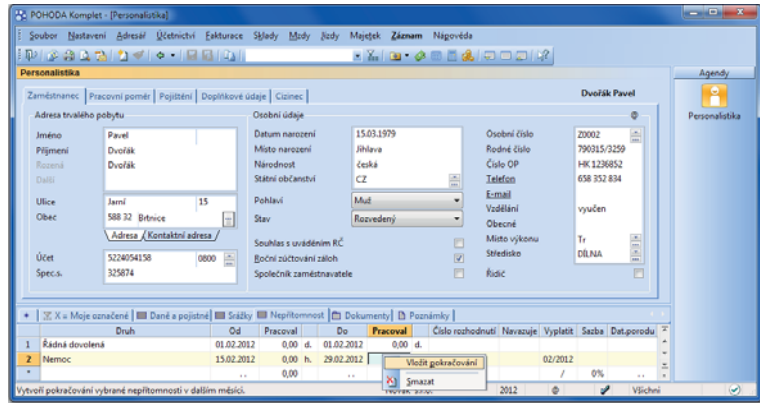 POHODA Komplet - [Personalistika]
Soubor Nastavení Adresář Účetnictví Fakturace Sklady Mzdy Jízdy Majetek Záznam Nápověda
Personalistika
Agendy
Personalistika
Zaměstnanec Pracovní poměr Pojištění Doplňkové údaje Cizinec
Dvořák Pavel
Adresa trvalého pobytu
Jméno Pavel
Příjmení Dvořák
Rozená Dvořák
Další
Ulice Jarní 15
Obec 588 32 Brtnice
Adresa Kontaktní adresa
Účet 5224054158 0800
Spec.s. 325874
Osobní údaje @
Datum narození 15.03.1979
Místo narození Jihlava
Národnost česká
Státní občanství CZ
Pohlaví Muž
Stav Rozvedený
Souhlas s uváděním RČ
Roční zúčtování záloh
Společník zaměstnavatele
Osobní číslo Z0002
Rodné číslo 790315/3259
Číslo OP HK 1236852
Telefon 658 352 834
E-mail
Vzdělání vyučen
Obecné
Místo výkonu Tr
Středisko DÍLNA
Řidič
X = Moje označené Daně a pojistné Srážky Nepřítomnost Dokumenty Poznámky
Druh Od Pracoval Do Pracoval Číslo rozhodnutí Navazuje Vyplatit Sazba Dat.porodu
1 Řádná dovolená 01.02.2012 0,00 d. 01.02.2012 0,00 d.
2 Nemoc 15.02.2012 0,00 h. 29.02.2012 02/2012
* . . 0,00 . . / 0% . .
Vložit pokračování
Smazat
Vytvoří pokračování vybrané nepřítomnosti v dalším měsíci. 2012 @ Všichni